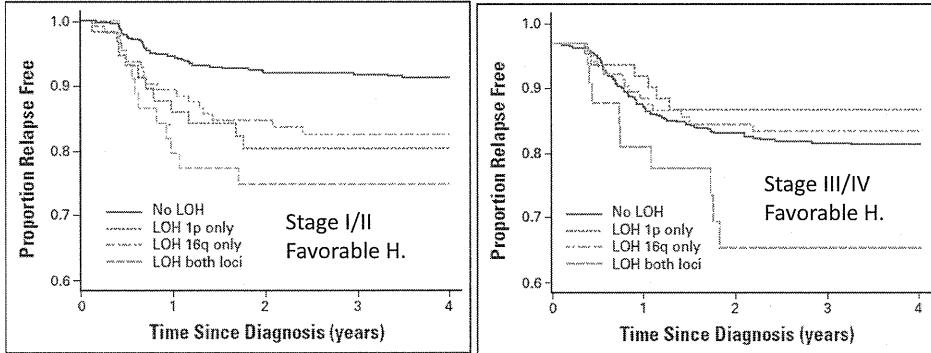 Proportion Relapse Free
1.0
0.9
0.8
0.7
0.6
No LOH
LOH 1p only
LOH 16q only
LOH both loci
Stage I/II
Favorable H.
0 1 2 3 4
Time Since Diagnosis (years)
Proportion Relapse Free
1.0
0.9
0.8
0.7
0.6
No LOH
LOH 1p only
LOH 16q only
LOH both loci
Stage III/IV
Favorable H.
0 1 2 3 4
Time Since Diagnosis (years)